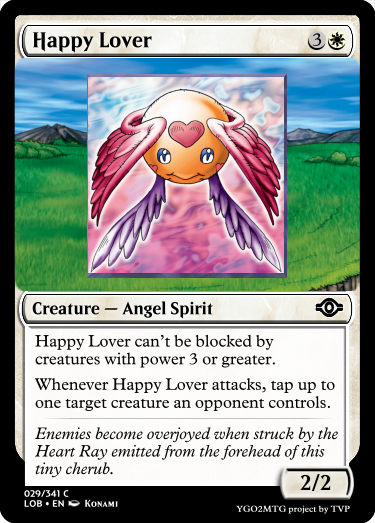 Happy Lover 3
Creature — Angel Spirit
Happy Lover can't be blocked by
creatures with power 3 or greater.
Whenever Happy Lover attacks, tap up to
one target creature an opponent controls.
Enemies become overjoyed when struck by the
Heart Ray emitted from the forehead of this
tiny cherub.
2/2
029/341 C
LOB • EN Konami
YGO2MTG project by TVP